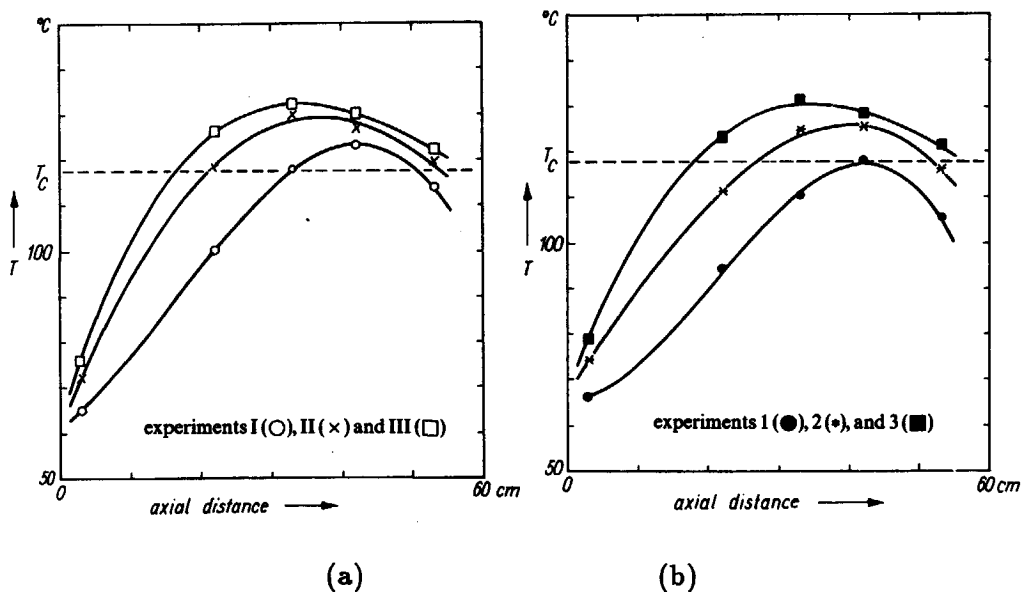 °C
T_C
100
T
50
0
60 cm
axial distance
experiments I (○), II (×) and III (□)
(a)
°C
T_C
100
T
50
0
60 cm
axial distance
experiments 1 (●), 2 (*), and 3 (■)
(b)